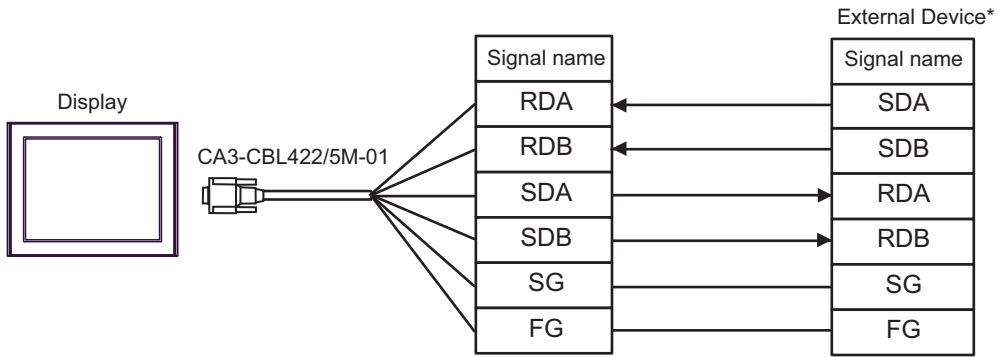 External Device*
Signal name
Signal name
Display
RDA
SDA
RDB
SDB
CA3-CBL422/5M-01
SDA
RDA
SDB
RDB
SG
SG
FG
FG